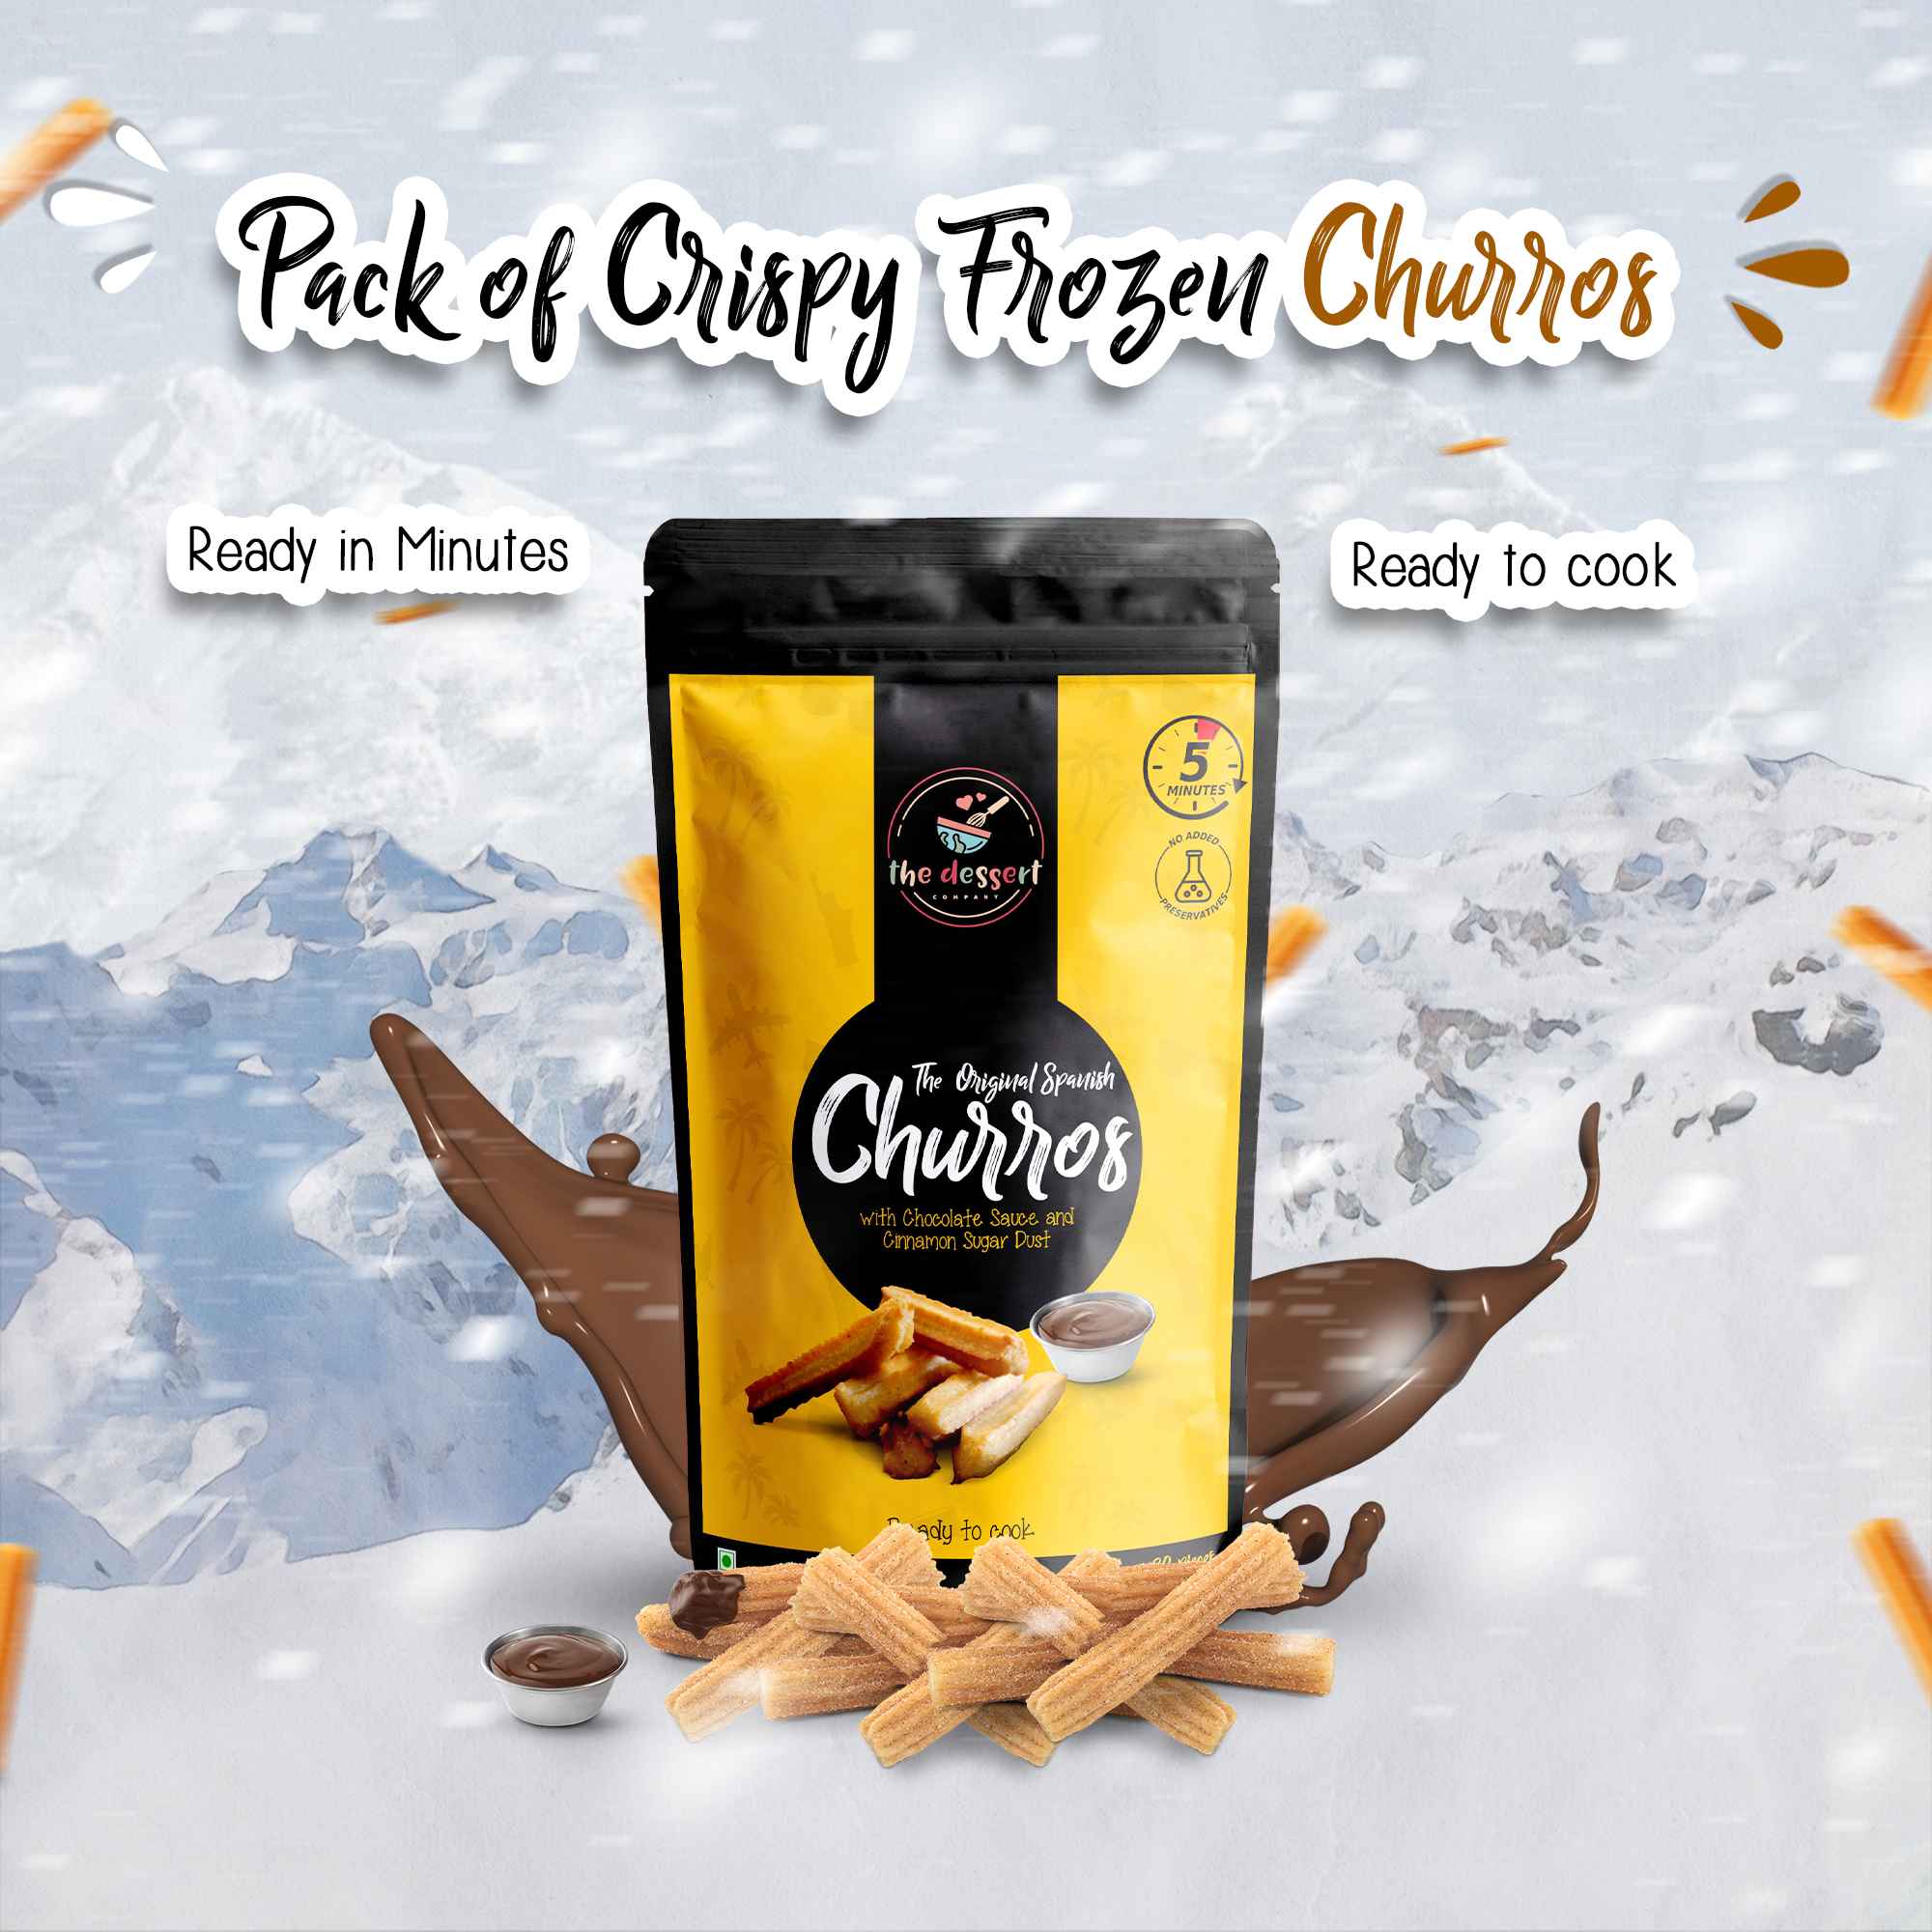 Pack of Crispy Frozen Churros
Ready in Minutes
Ready to cook
5
MINUTES
NO ADDED
PRESERVATIVES
the dessert
COMPANY
The Original Spanish
Churros
with Chocolate Sauce and
Cinnamon Sugar Dust
Ready to cook